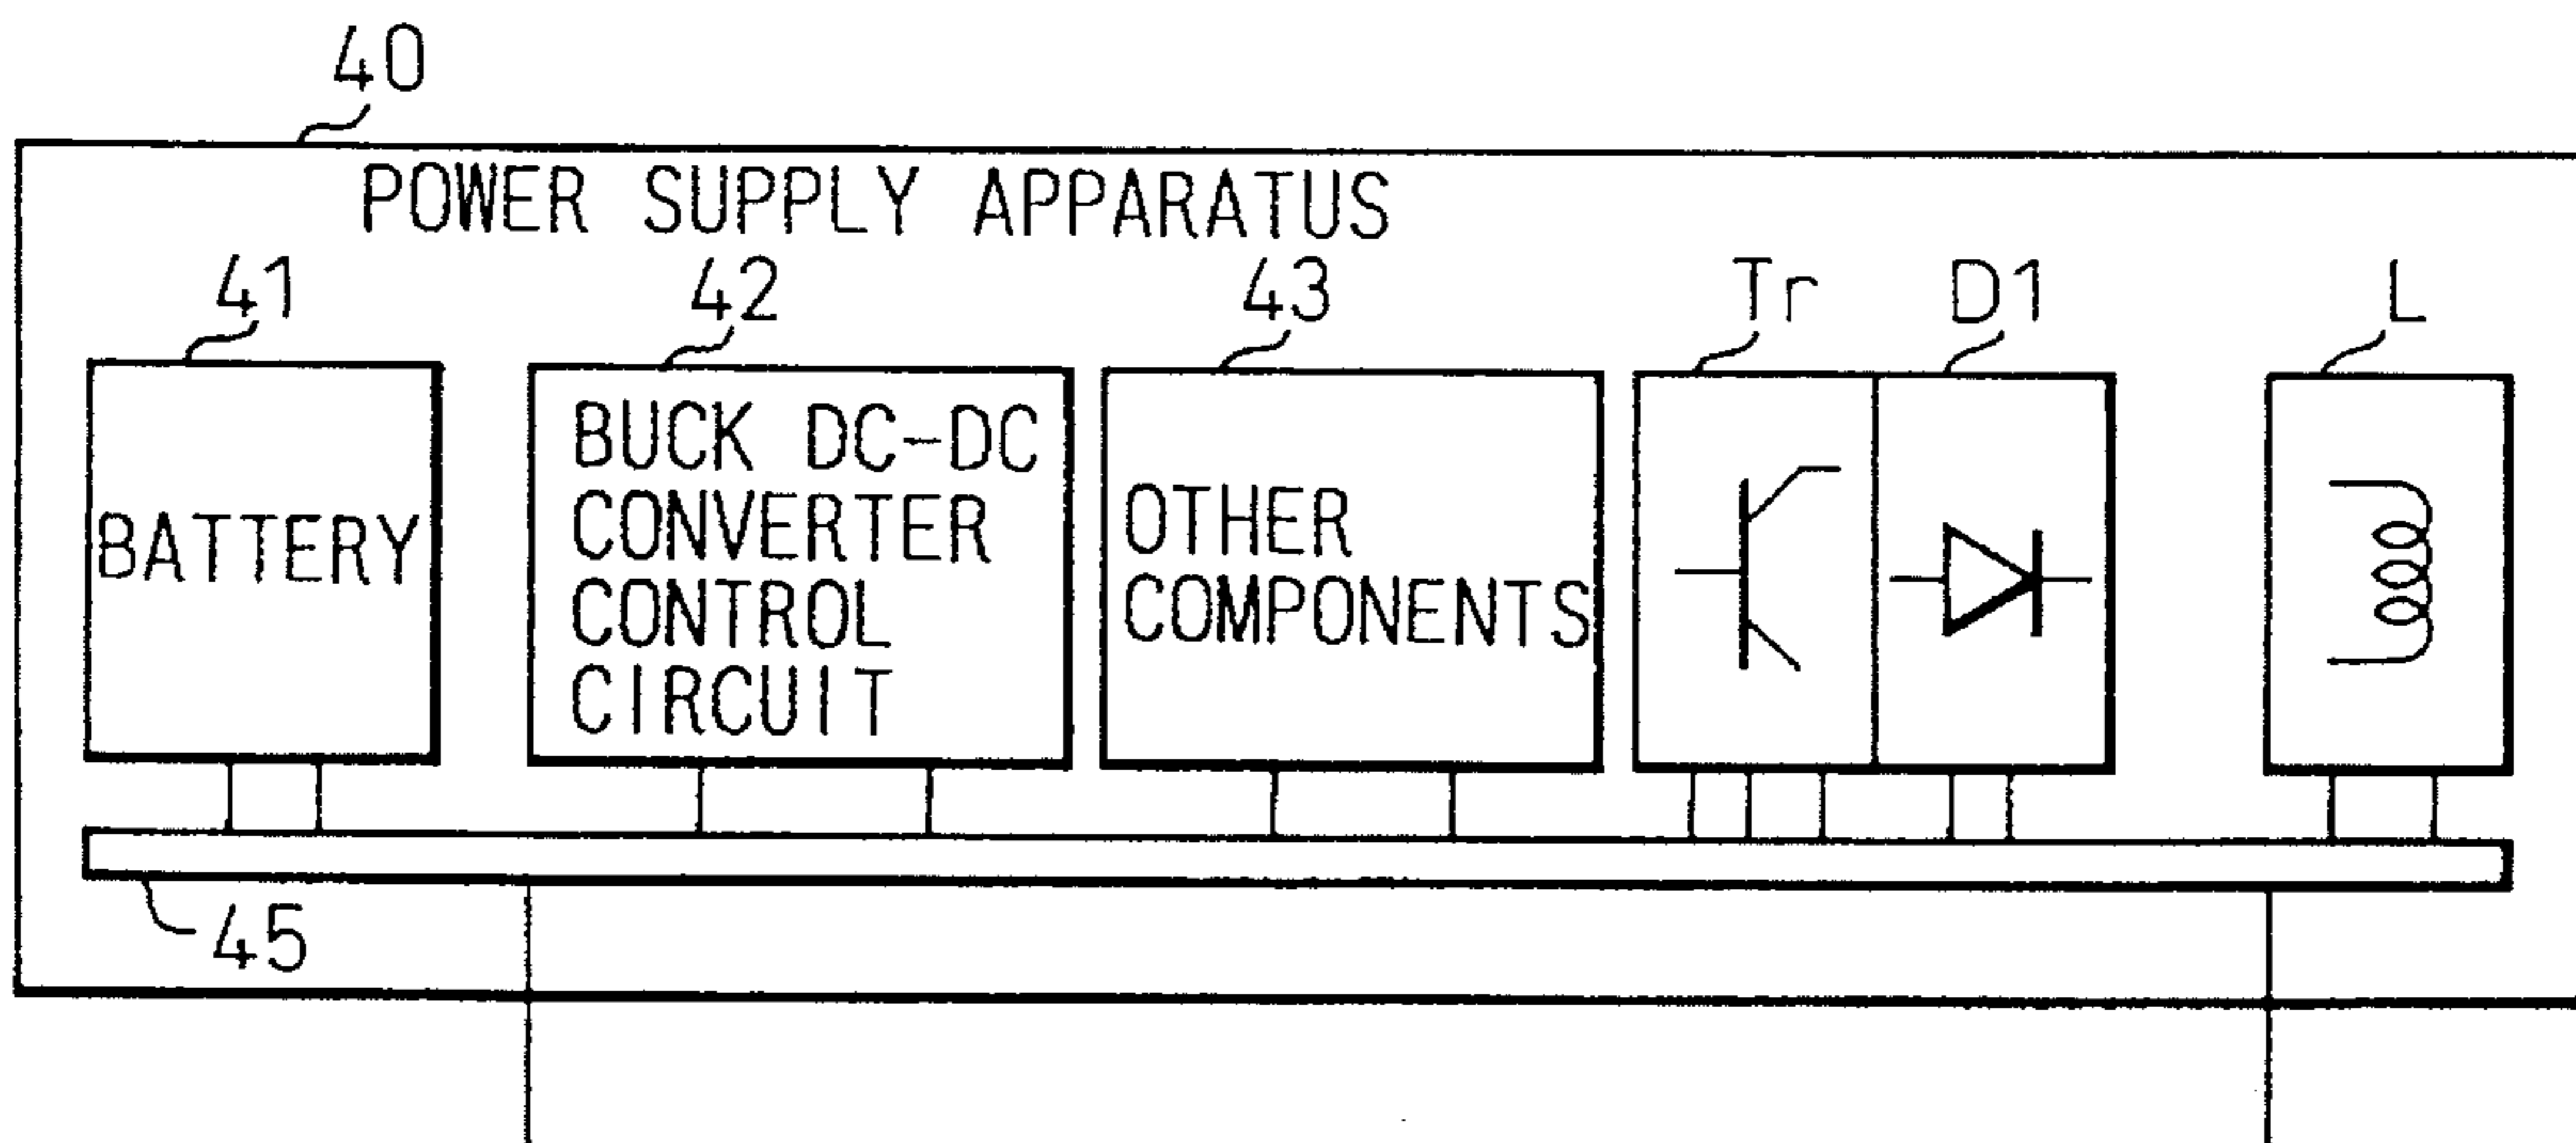 40
POWER SUPPLY APPARATUS
41
42
43
Tr
D1
L
BATTERY
BUCK DC-DC
CONVERTER
CONTROL
CIRCUIT
OTHER
COMPONENTS
45